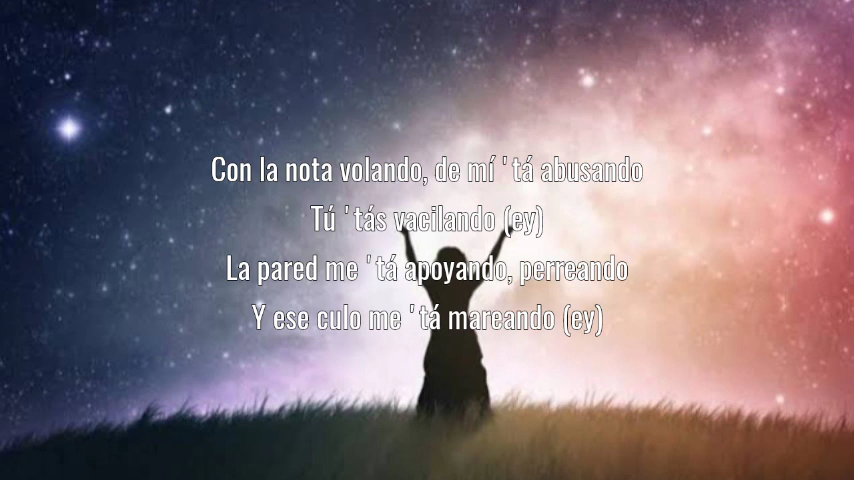 Con la nota volando, de mí 'tá abusando
Tú 'tás vacilando (ey)
La pared me 'tá apoyando, perreando
Y ese culo me 'tá mareando (ey)